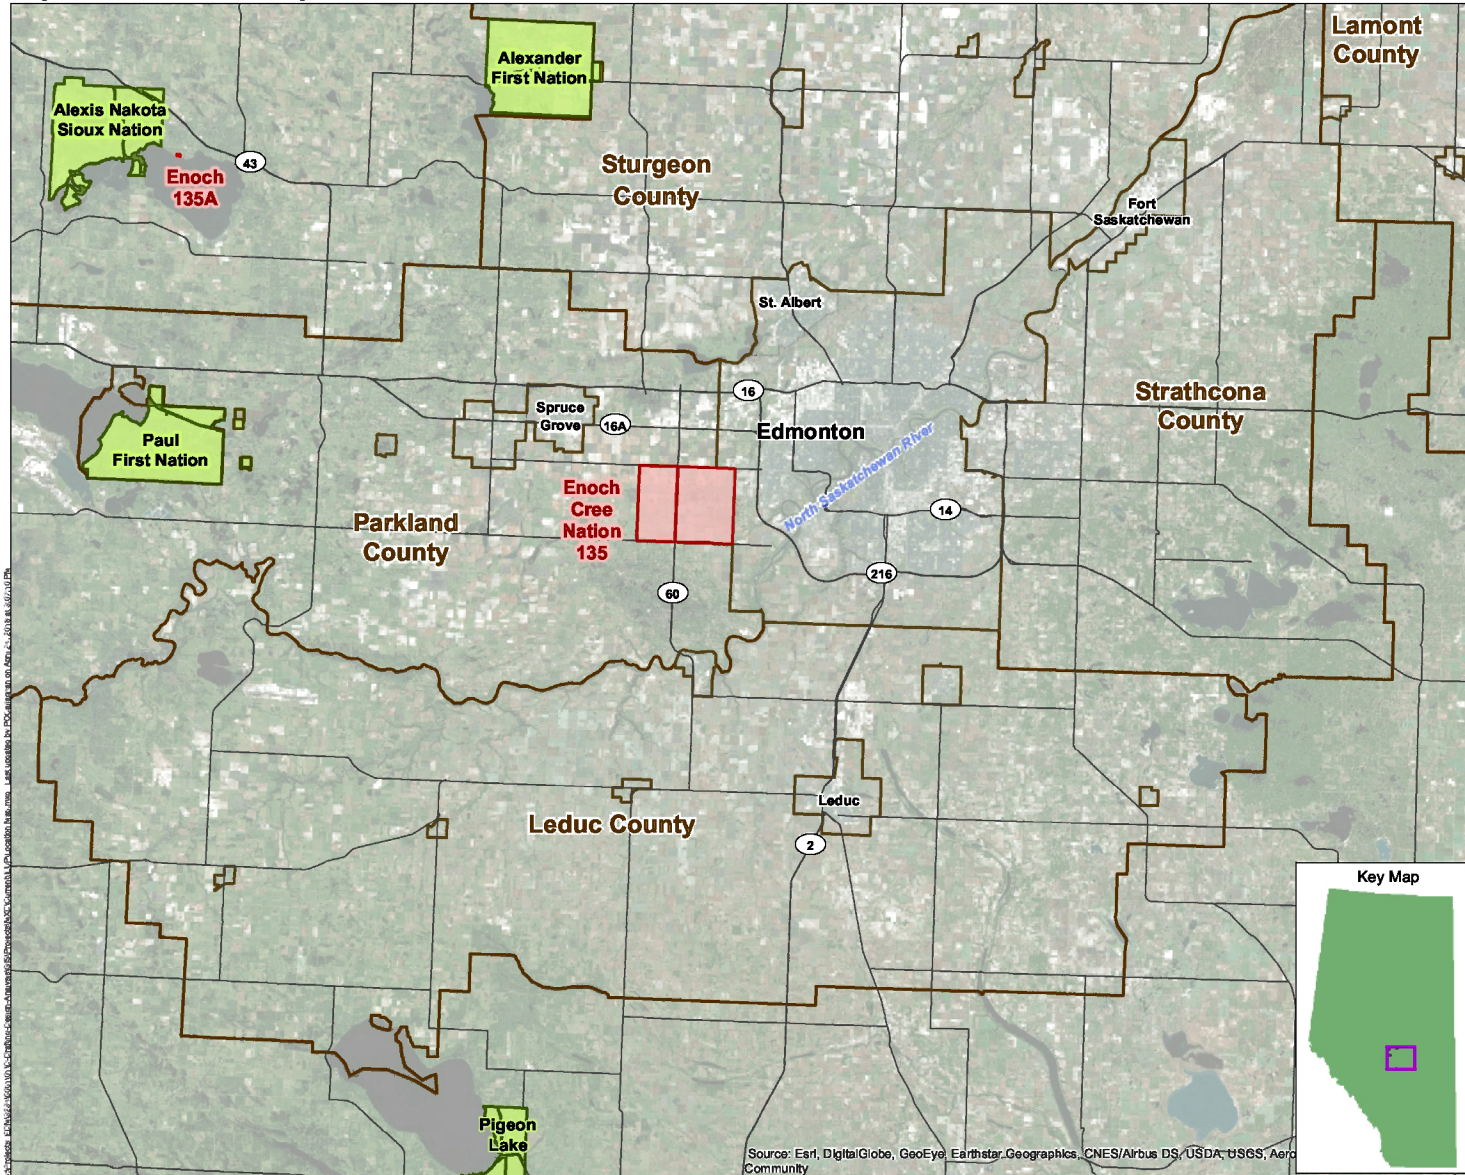 Lamont
County
Alexander
First Nation
Alexis Nakota
Sioux Nation
43
Enoch
135A
Sturgeon
County
Fort
Saskatchewan
St. Albert
16
Strathcona
County
Spruce
Grove
16A
Edmonton
Paul
First Nation
North Saskatchewan River
Enoch
Cree
Nation
135
14
Parkland
County
216
60
Leduc
Leduc County
2
Key Map
Pigeon
Lake
Source: Esri, DigitalGlobe, GeoEye, Earthstar Geographics, CNES/Airbus DS, USDA, USGS, Aero
Community